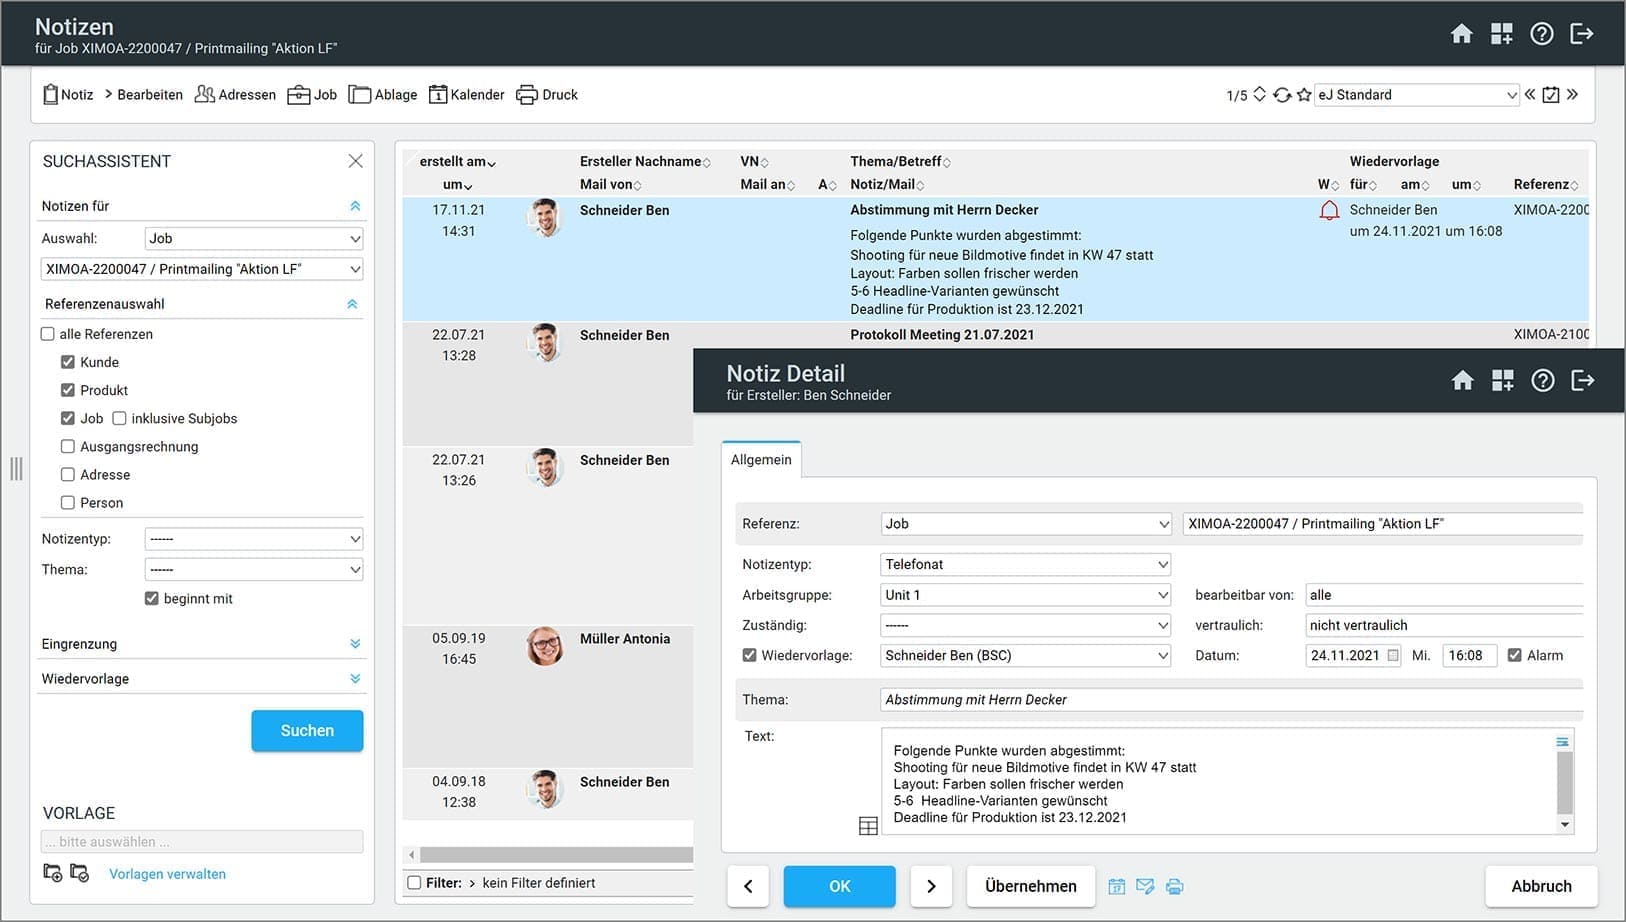 Notizen
für Job XIMOA-2200047 / Printmailing "Aktion LF"
Notiz > Bearbeiten Adressen Job Ablage 1 Kalender Druck
1/5 eJ Standard
SUCHASSISTENT
Notizen für
Auswahl: Job
XIMOA-2200047 / Printmailing "Aktion LF"
Referenzenauswahl
alle Referenzen
Kunde
Produkt
Job inklusive Subjobs
Ausgangsrechnung
Adresse
Person
Notizentyp: ------
Thema: ------
beginnt mit
Eingrenzung
Wiedervorlage
Suchen
VORLAGE
... bitte auswählen ...
Vorlagen verwalten
erstellt am Ersteller Nachname VN Thema/Betreff Wiedervorlage
um Mail von Mail an A Notiz/Mail W für am um Referenz
17.11.21 Schneider Ben Abstimmung mit Herrn Decker Schneider Ben XIMOA-2200
14:31 um 24.11.2021 um 16:08
Folgende Punkte wurden abgestimmt:
Shooting für neue Bildmotive findet in KW 47 statt
Layout: Farben sollen frischer werden
5-6 Headline-Varianten gewünscht
Deadline für Produktion ist 23.12.2021
22.07.21 Schneider Ben Protokoll Meeting 21.07.2021 XIMOA-2100
13:28
22.07.21 Schneider Ben
13:26
05.09.19 Müller Antonia
16:45
04.09.18 Schneider Ben
12:38
Filter: > kein Filter definiert
Notiz Detail
für Ersteller: Ben Schneider
Allgemein
Referenz: Job XIMOA-2200047 / Printmailing "Aktion LF"
Notizentyp: Telefonat
Arbeitsgruppe: Unit 1 bearbeitbar von: alle
Zuständig: ------ vertraulich: nicht vertraulich
Wiedervorlage: Schneider Ben (BSC) Datum: 24.11.2021 Mi. 16:08 Alarm
Thema: Abstimmung mit Herrn Decker
Text:
Folgende Punkte wurden abgestimmt:
Shooting für neue Bildmotive findet in KW 47 statt
Layout: Farben sollen frischer werden
5-6 Headline-Varianten gewünscht
Deadline für Produktion ist 23.12.2021
OK Übernehmen Abbruch